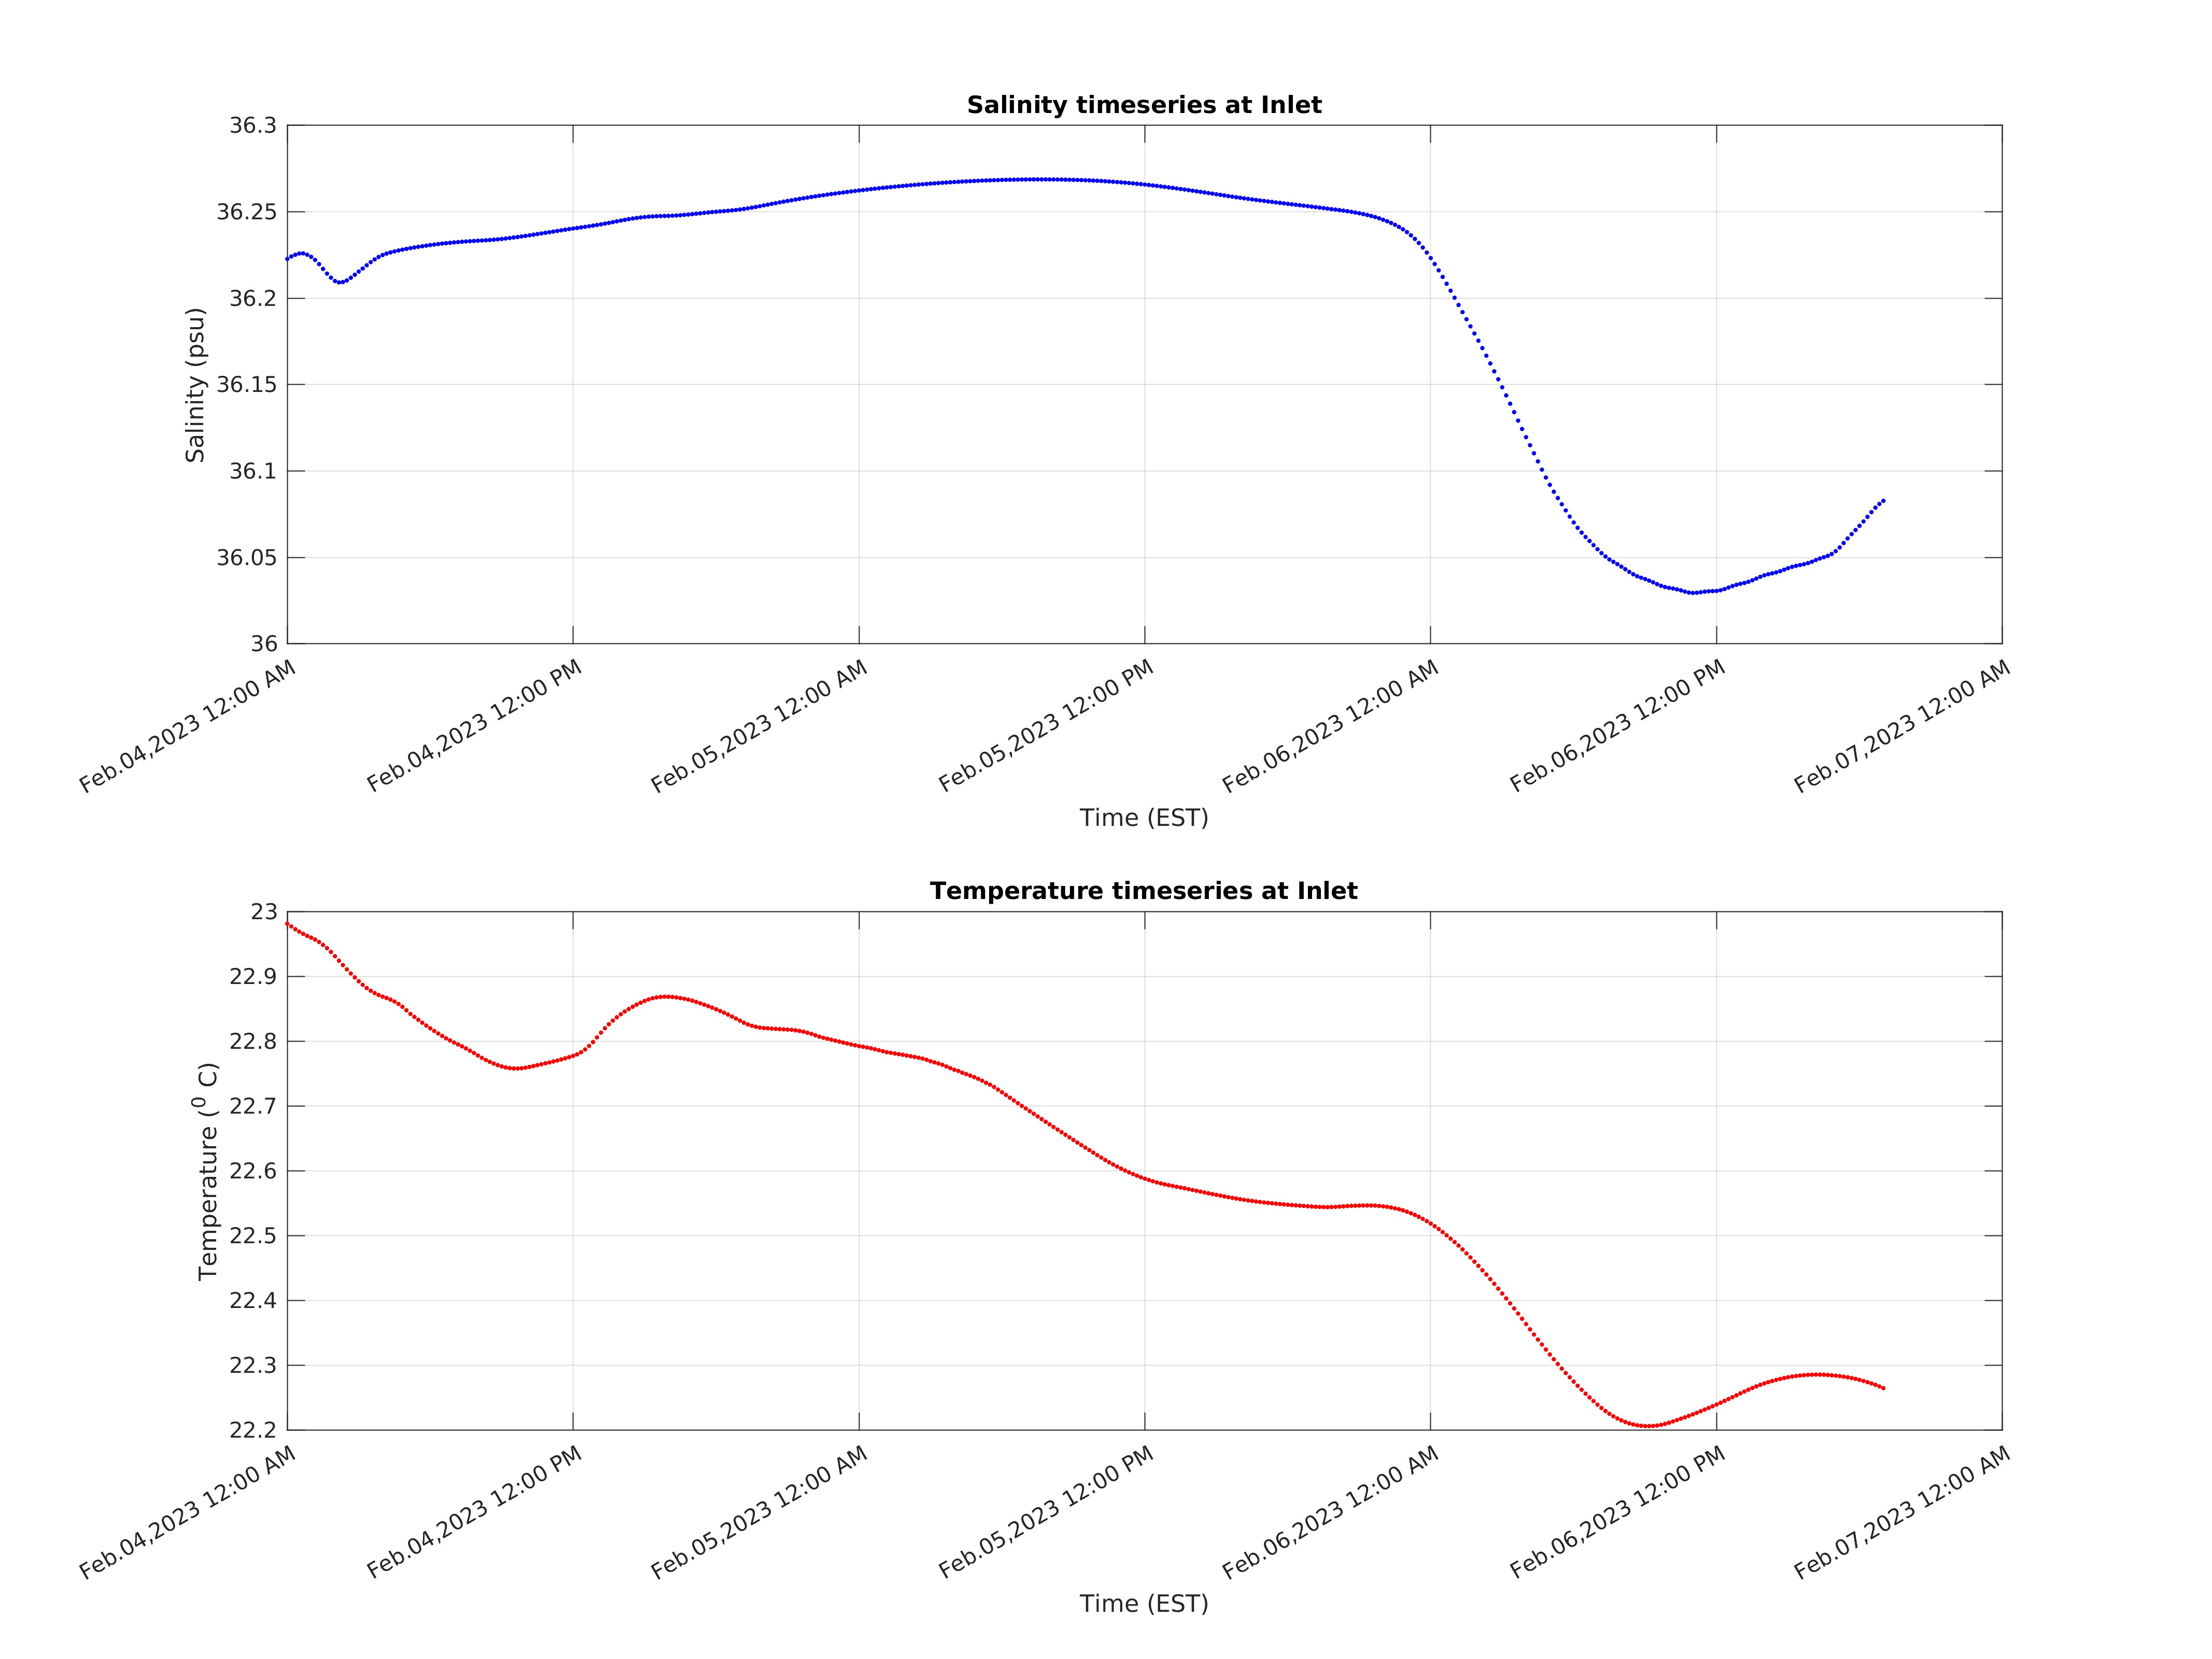 Salinity timeseries at Inlet
36.3
36.25
36.2
36.15
36.1
36.05
36
Salinity (psu)
Feb.04,2023 12:00 AM
Feb.04,2023 12:00 PM
Feb.05,2023 12:00 AM
Feb.05,2023 12:00 PM
Feb.06,2023 12:00 AM
Feb.06,2023 12:00 PM
Feb.07,2023 12:00 AM
Time (EST)
Temperature timeseries at Inlet
23
22.9
22.8
22.7
22.6
22.5
22.4
22.3
22.2
Temperature (⁰ C)
Feb.04,2023 12:00 AM
Feb.04,2023 12:00 PM
Feb.05,2023 12:00 AM
Feb.05,2023 12:00 PM
Feb.06,2023 12:00 AM
Feb.06,2023 12:00 PM
Feb.07,2023 12:00 AM
Time (EST)